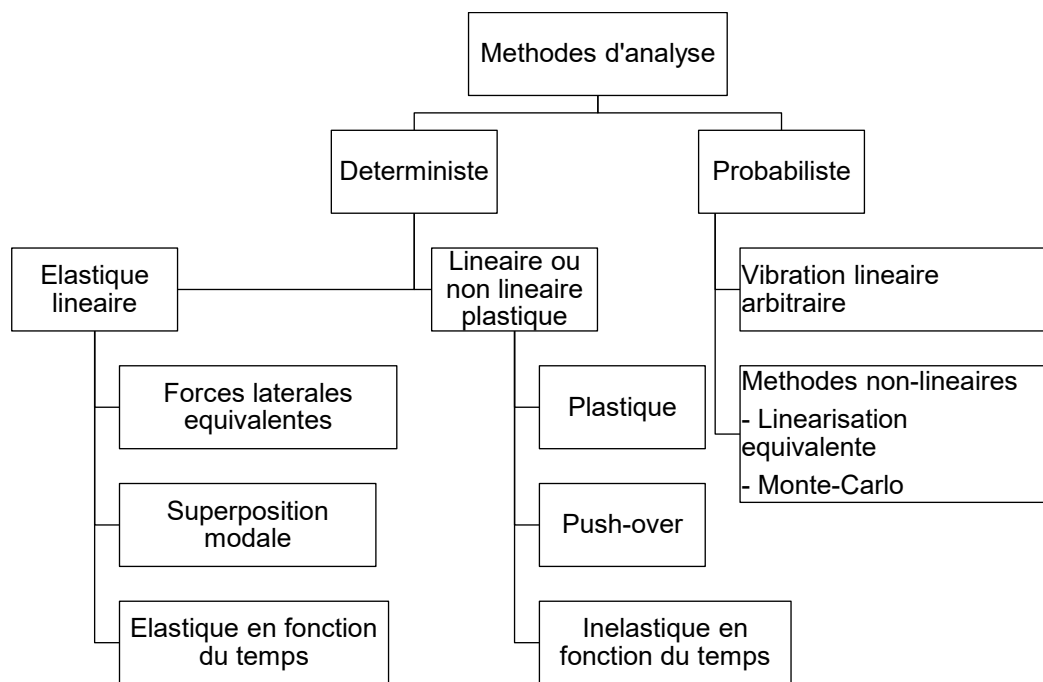 Methodes d'analyse
Deterministe
Probabiliste
Elastique
lineaire
Lineaire ou
non lineaire
plastique
Vibration lineaire
arbitraire
Forces laterales
equivalentes
Plastique
Methodes non-lineaires
- Linearisation
equivalente
- Monte-Carlo
Superposition
modale
Push-over
Elastique en fonction
du temps
Inelastique en
fonction du temps